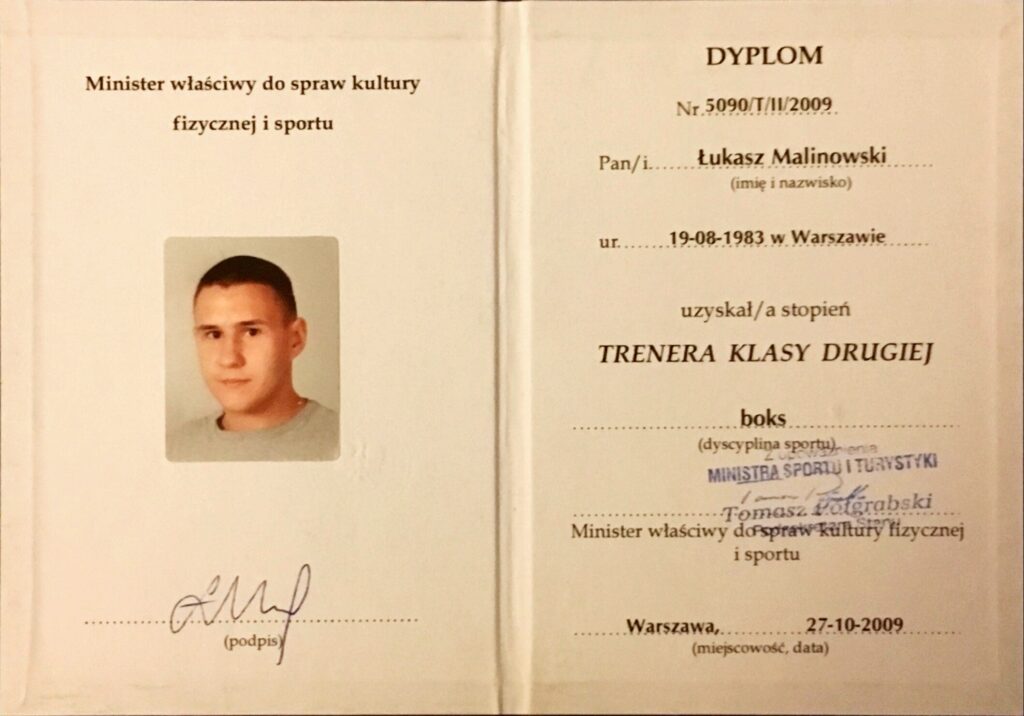 Minister właściwy do spraw kultury
fizycznej i sportu
(podpis)
DYPLOM
Nr 5090/T/II/2009
Pan/i Łukasz Malinowski
(imię i nazwisko)
ur. 19-08-1983 w Warszawie
uzyskał/a stopień
TRENERA KLASY DRUGIEJ
boks
(dyscyplina sportu)
Z upoważnienia
MINISTRA SPORTU I TURYSTYKI
Tomasz Półgrabski
Minister właściwy do spraw kultury fizycznej
i sportu
Warszawa, 27-10-2009
(miejscowość, data)